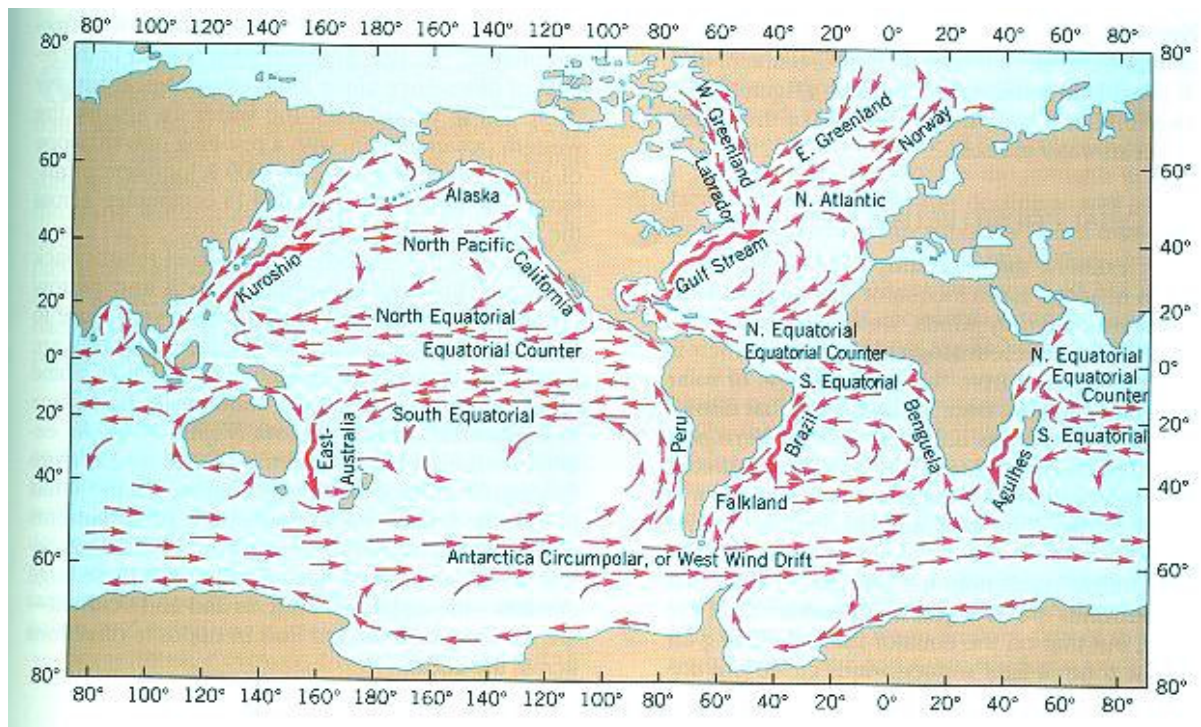 80° 100° 120° 140° 160° 180° 160° 140° 120° 100° 80° 60° 40° 20° 0° 20° 40° 60° 80°
80° 80°
W. Greenland
E. Greenland
Norway
60° 60°
Labrador
Alaska
N. Atlantic
40° 40°
North Pacific
Kuroshio
California
Gulf Stream
20° 20°
North Equatorial
N. Equatorial
Equatorial Counter
Equatorial Counter
N. Equatorial
0° 0°
Equatorial
Counter
S. Equatorial
20° 20°
South Equatorial
East-
Australia
Peru
Brazil
Benguela
S. Equatorial
Agulhes
40° 40°
Falkland
60° 60°
Antarctica Circumpolar, or West Wind Drift
80° 80°
80° 100° 120° 140° 160° 180° 160° 140° 120° 100° 80° 60° 40° 20° 0° 20° 40° 60° 80°